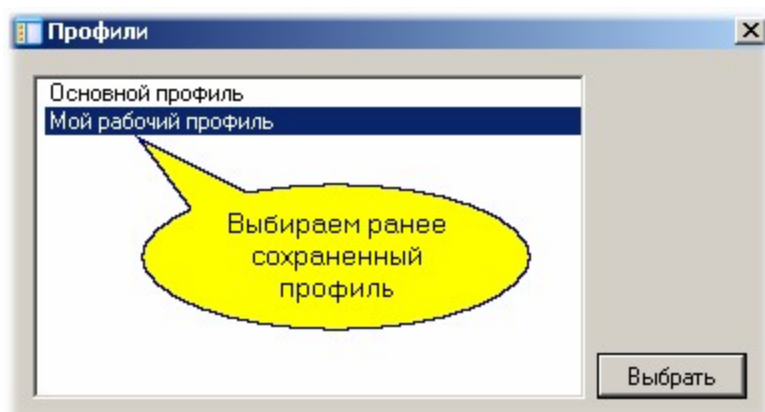 Профили
Основной профиль
Мой рабочий профиль
Выбираем ранее
сохраненный
профиль
Выбрать